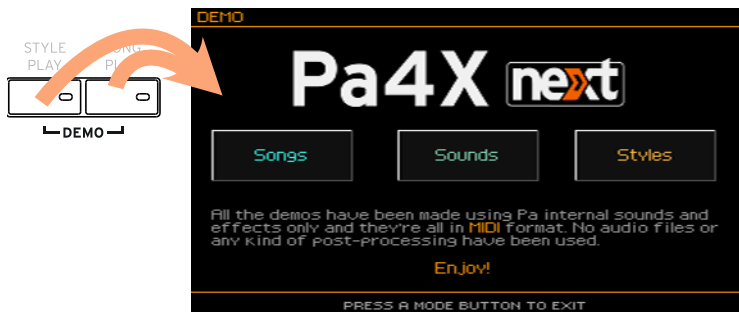 DEMO
STYLE
PLAY
DEMO
Pa4X next
Songs
Sounds
Styles
All the demos have been made using Pa internal sounds and
effects only and they're all in MIDI format. No audio files or
any kind of post-processing have been used.
Enjoy!
PRESS A MODE BUTTON TO EXIT